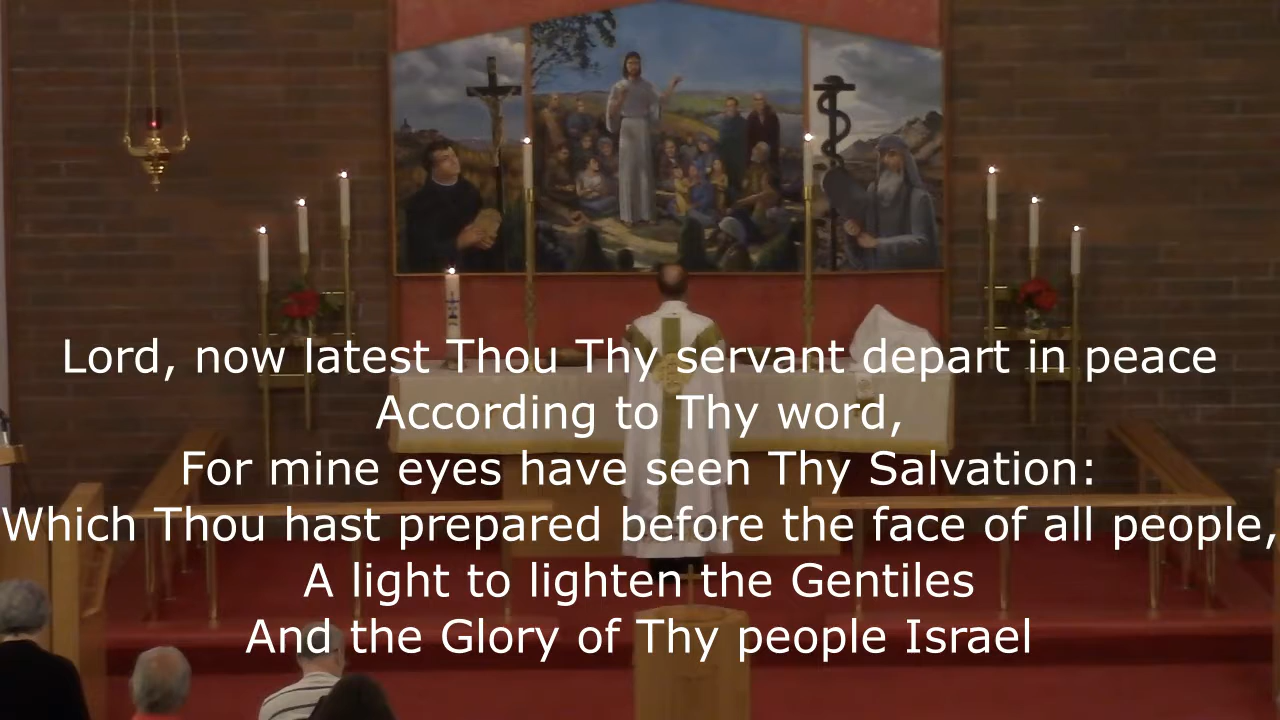 Lord, now latest Thou Thy servant depart in peace
According to Thy word,
For mine eyes have seen Thy Salvation:
Which Thou hast prepared before the face of all people,
A light to lighten the Gentiles
And the Glory of Thy people Israel